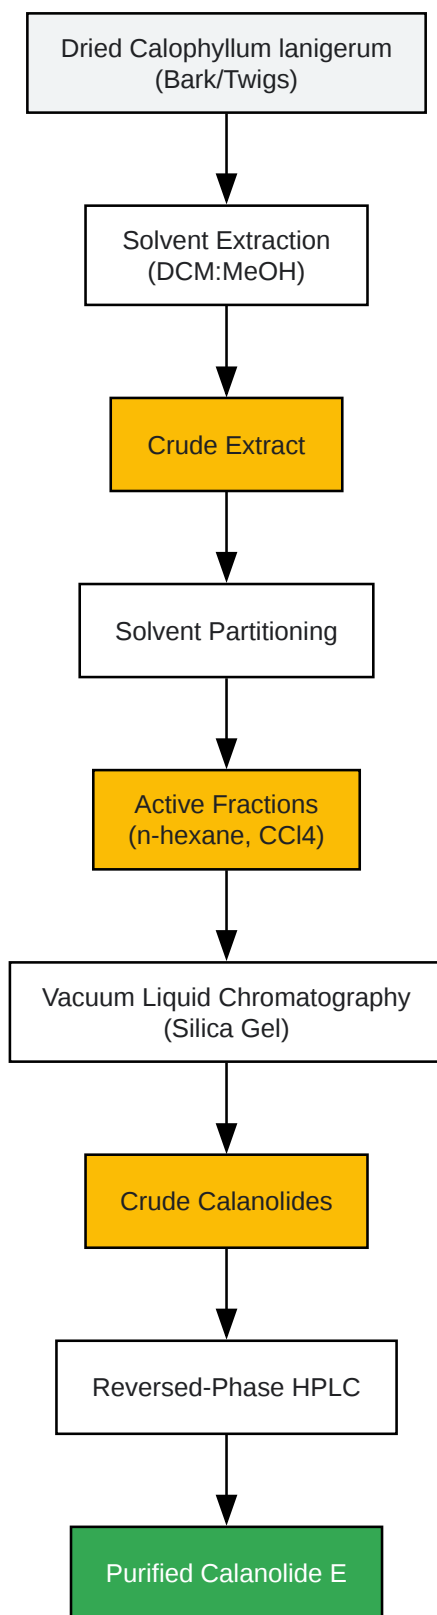 Dried Calophyllum lanigerum
(Bark/Twigs)
Solvent Extraction
(DCM:MeOH)
Crude Extract
Solvent Partitioning
Active Fractions
(n-hexane, CCl4)
Vacuum Liquid Chromatography
(Silica Gel)
Crude Calanolides
Reversed-Phase HPLC
Purified Calanolide E